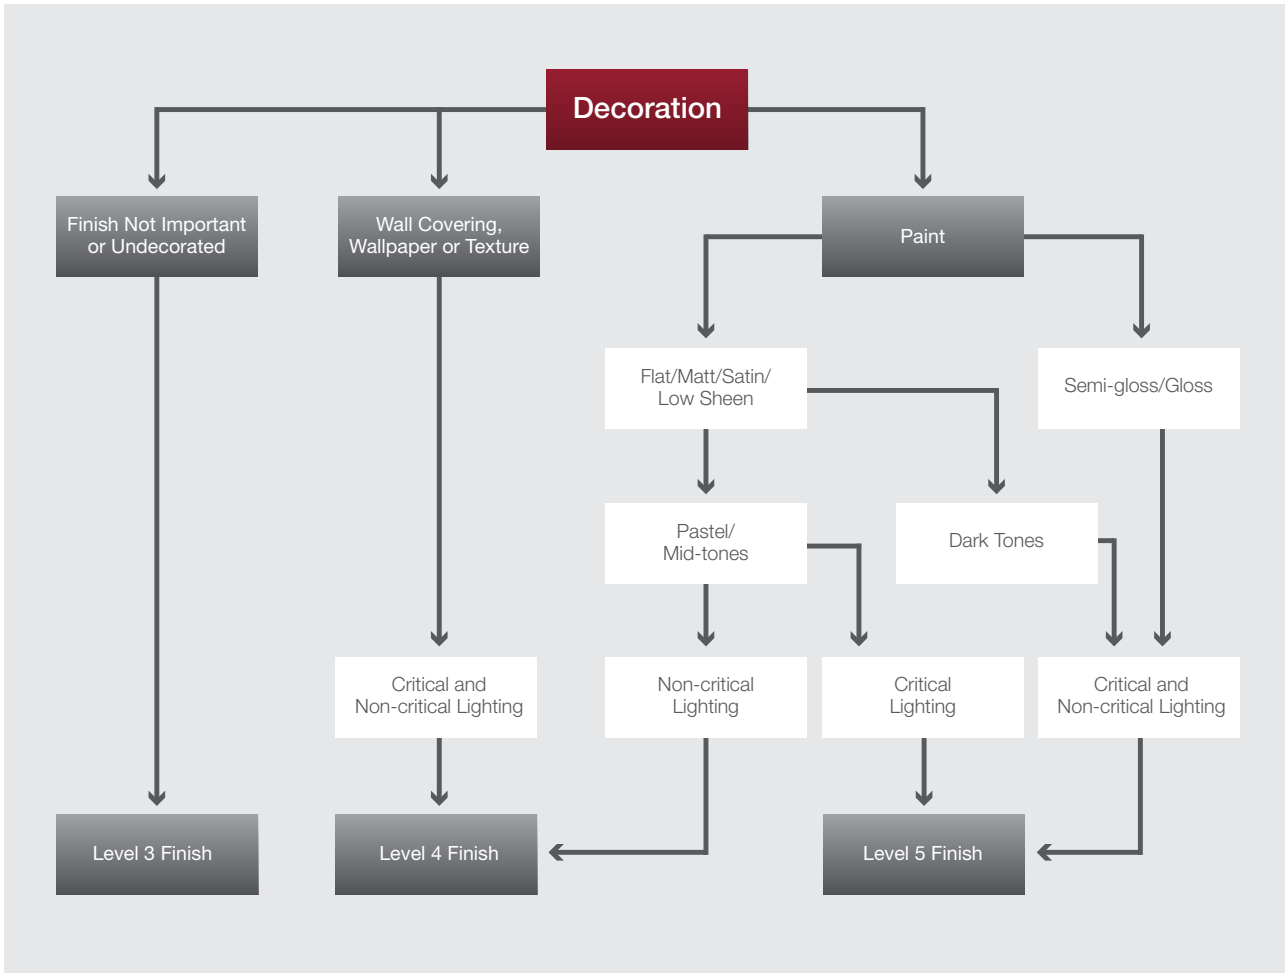 Decoration
Finish Not Important
or Undecorated
Wall Covering,
Wallpaper or Texture
Paint
Flat/Matt/Satin/
Low Sheen
Semi-gloss/Gloss
Pastel/
Mid-tones
Dark Tones
Critical and
Non-critical Lighting
Non-critical
Lighting
Critical
Lighting
Critical and
Non-critical Lighting
Level 3 Finish
Level 4 Finish
Level 5 Finish